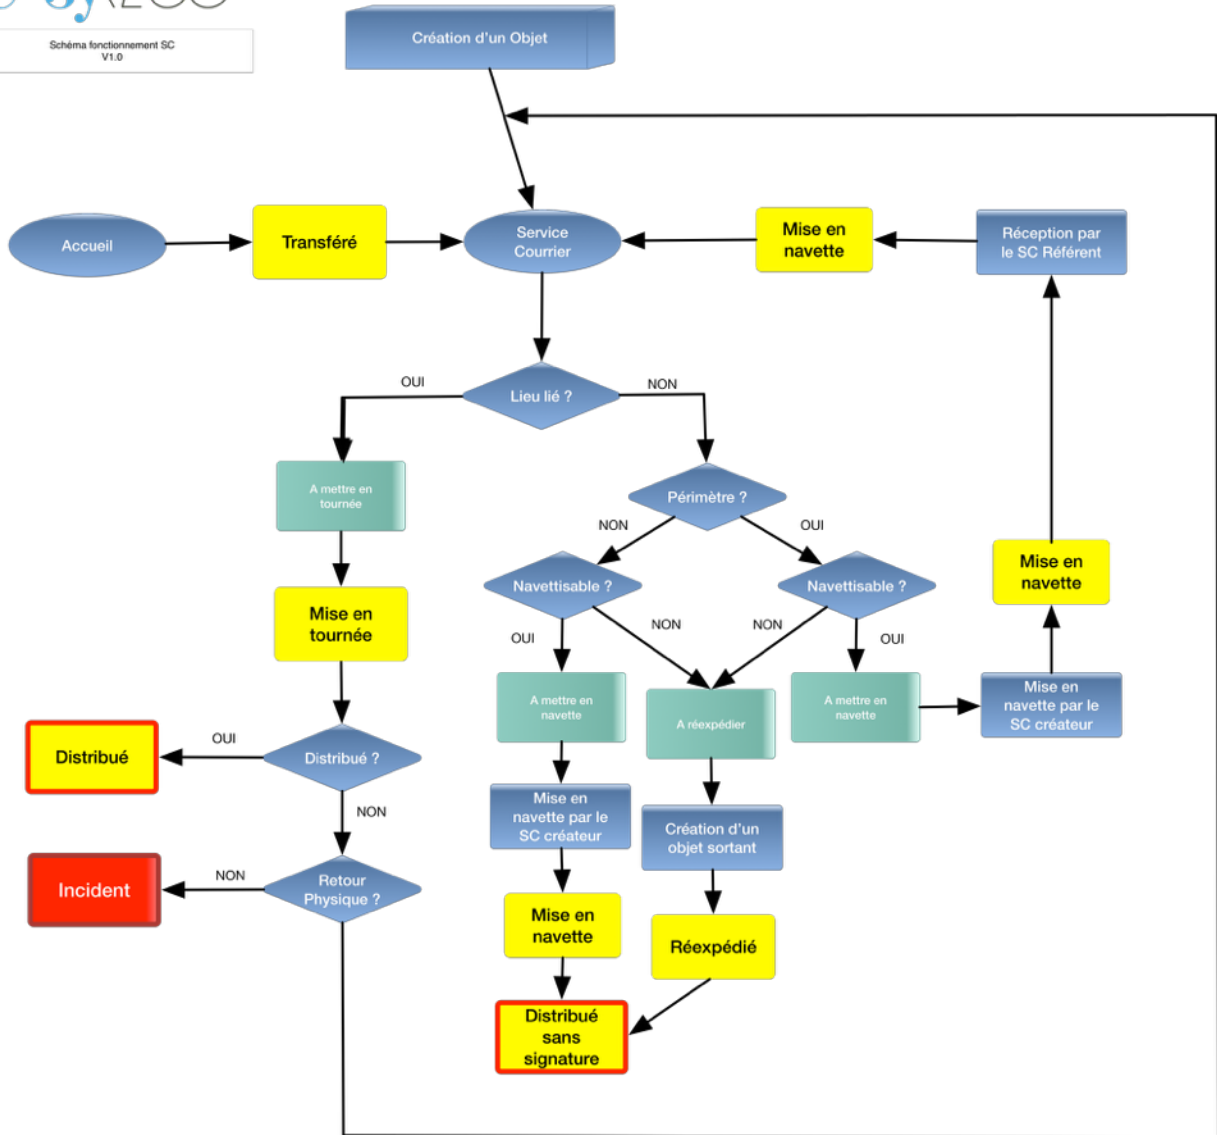 Schéma fonctionnement SC
V1.0
Création d'un Objet
Accueil
Transféré
Service
Courrier
Mise en
navette
Réception par
le SC Référent
OUI
Lieu lié ?
NON
A mettre en
tournée
Périmètre ?
NON
OUI
Mise en
navette
Navettisable ?
Navettisable ?
Mise en
tournée
OUI
NON
NON
OUI
A mettre en
navette
A réexpédier
A mettre en
navette
Mise en
navette par le
SC créateur
Distribué
OUI
Distribué ?
NON
Mise en
navette par le
SC créateur
Création d'un
objet sortant
Incident
NON
Retour
Physique ?
Mise en
navette
Réexpédié
Distribué
sans
signature